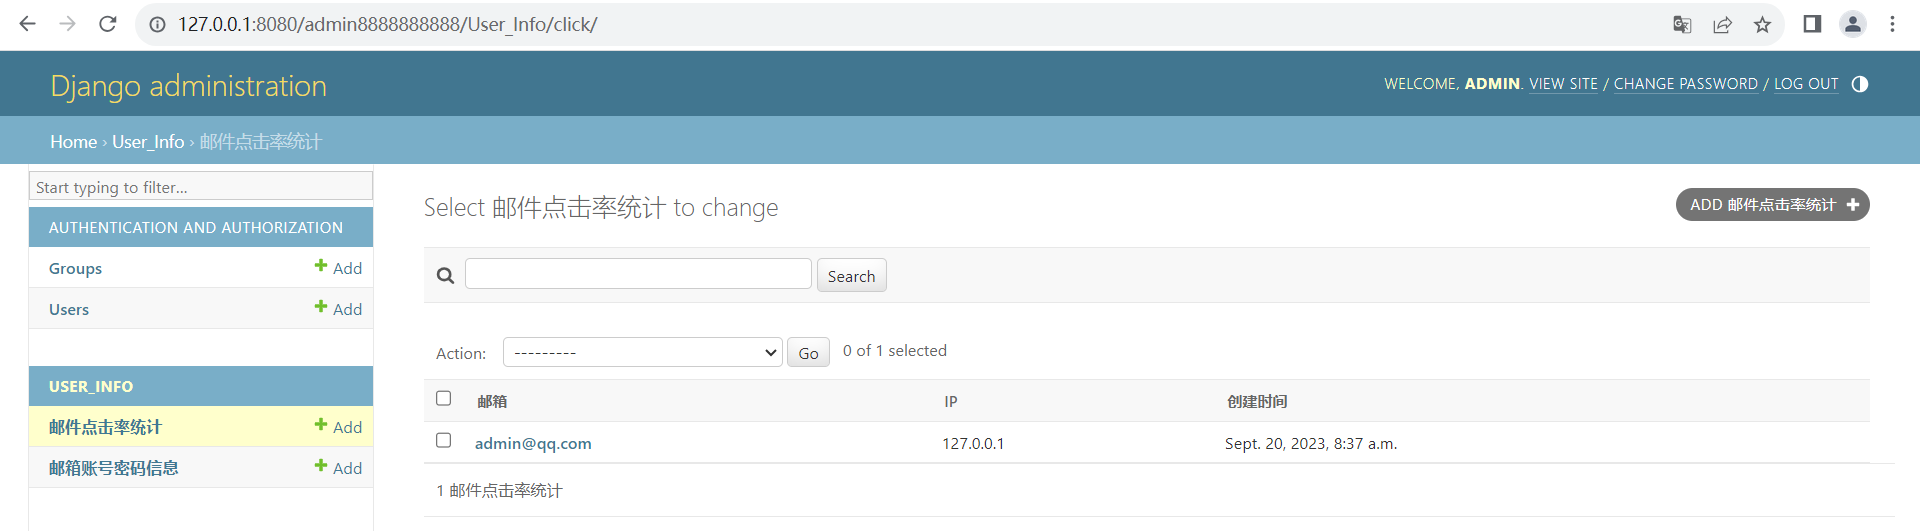 127.0.0.1:8080/admin8888888888/User_Info/click/
Django administration
WELCOME, ADMIN. VIEW SITE / CHANGE PASSWORD / LOG OUT
Home › User_Info › 邮件点击率统计
Start typing to filter...
AUTHENTICATION AND AUTHORIZATION
Groups
Add
Users
Add
USER_INFO
邮件点击率统计
Add
邮箱账号密码信息
Add
Select 邮件点击率统计 to change
ADD 邮件点击率统计
Search
Action:
---------
Go
0 of 1 selected
邮箱 IP 创建时间
admin@qq.com 127.0.0.1 Sept. 20, 2023, 8:37 a.m.
1 邮件点击率统计